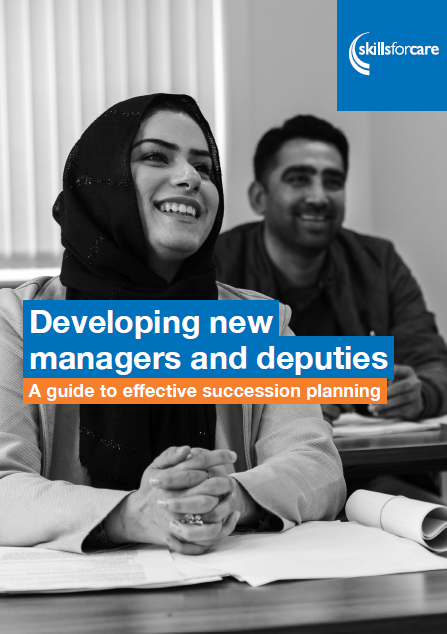 skillsforcare
Developing new
managers and deputies
A guide to effective succession planning